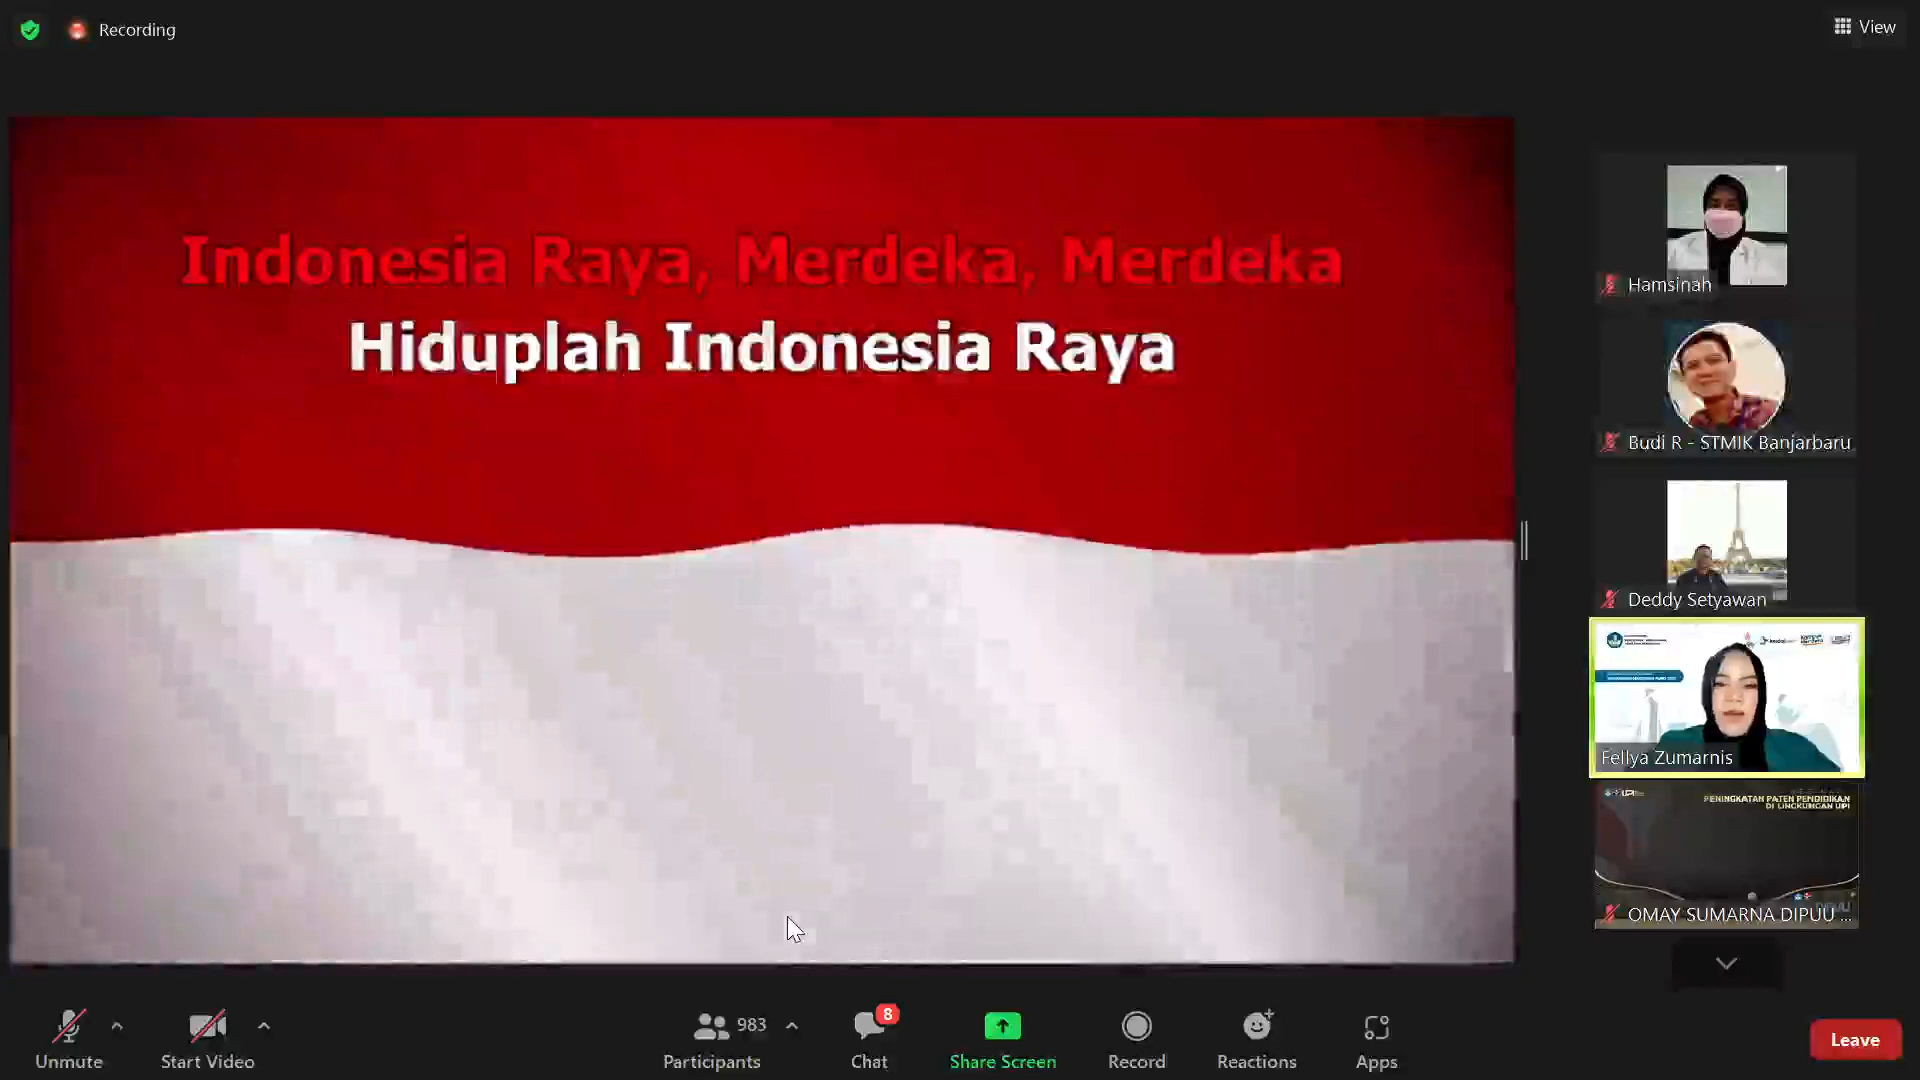 Recording
View
Indonesia Raya, Merdeka, Merdeka
Hiduplah Indonesia Raya
Hamsinah
Budi R - STMIK Banjarbaru
Deddy Setyawan
Fellya Zumarnis
PENINGKATAN PATEN PENDIDIKAN
DI LINGKUNGAN UPI
OMAY SUMARNA DIPUU ...
Unmute
Start Video
983
Participants
8
Chat
Share Screen
Record
Reactions
Apps
Leave